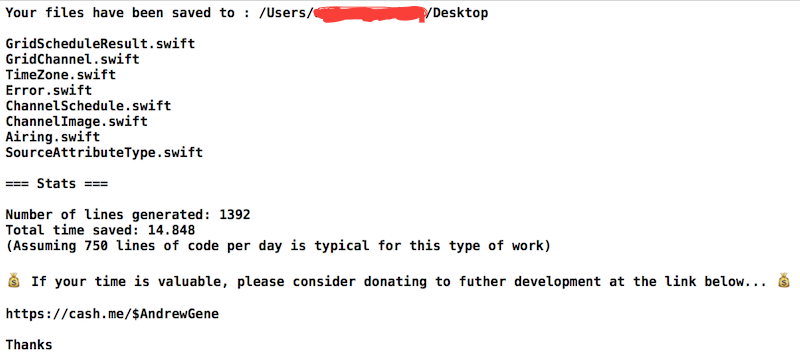 Your files have been saved to : /Users/ /Desktop
GridScheduleResult.swift
GridChannel.swift
TimeZone.swift
Error.swift
ChannelSchedule.swift
ChannelImage.swift
Airing.swift
SourceAttributeType.swift
=== Stats ===
Number of lines generated: 1392
Total time saved: 14.848
(Assuming 750 lines of code per day is typical for this type of work)
💰 If your time is valuable, please consider donating to futher development at the link below... 💰
https://cash.me/$AndrewGene
Thanks